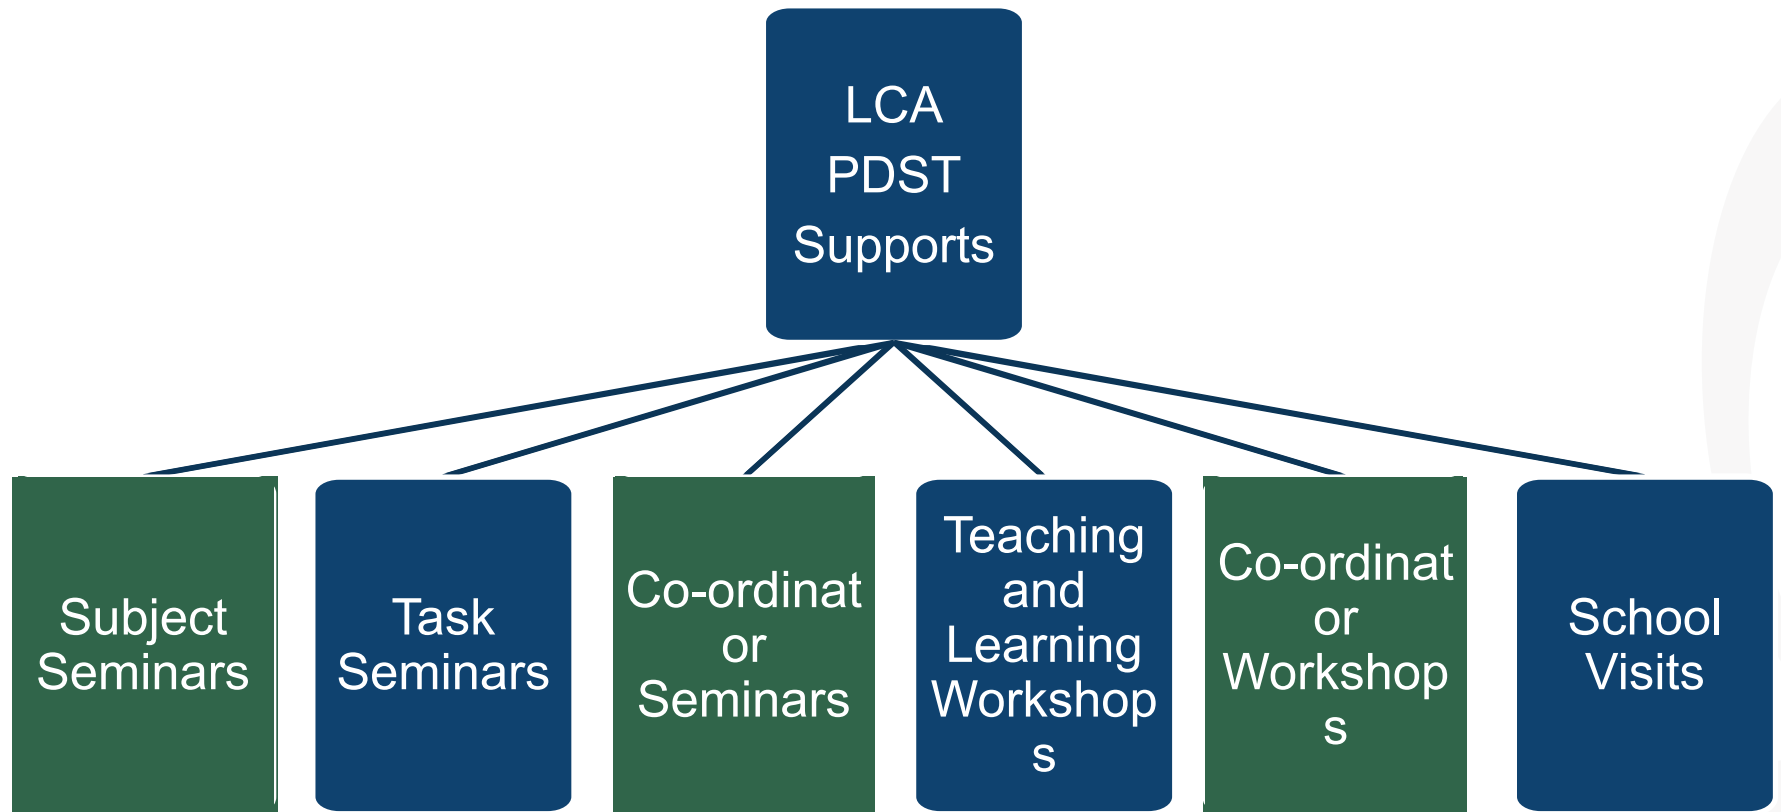 LCA
PDST
Supports
Subject
Seminars
Task
Seminars
Co-ordinat
or
Seminars
Teaching
and
Learning
Workshop
s
Co-ordinat
or
Workshop
s
School
Visits